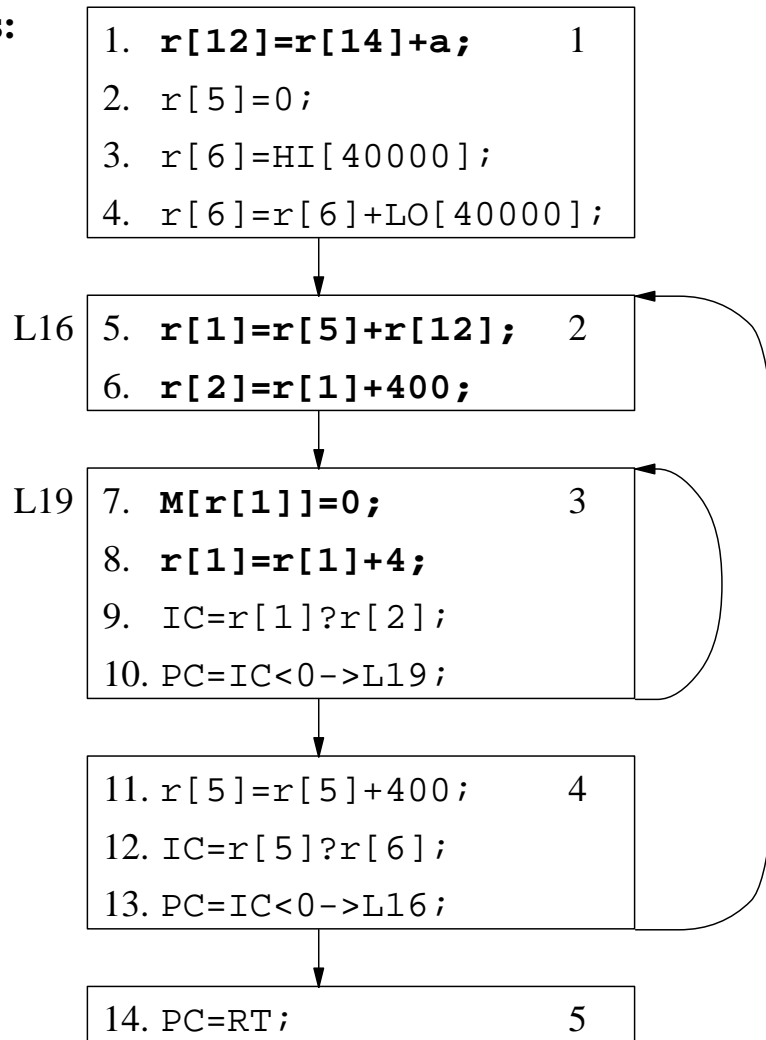 s:
1. r[12]=r[14]+a; 1
2. r[5]=0;
3. r[6]=HI[40000];
4. r[6]=r[6]+LO[40000];
L16 5. r[1]=r[5]+r[12]; 2
6. r[2]=r[1]+400;
L19 7. M[r[1]]=0; 3
8. r[1]=r[1]+4;
9. IC=r[1]?r[2];
10. PC=IC<0->L19;
11. r[5]=r[5]+400; 4
12. IC=r[5]?r[6];
13. PC=IC<0->L16;
14. PC=RT; 5